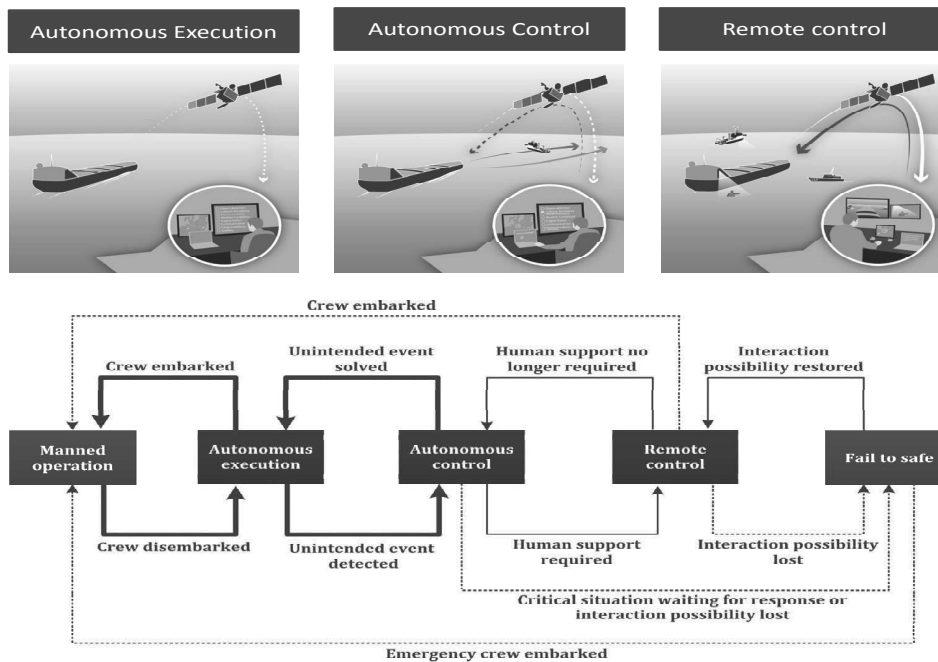 Autonomous Execution
Autonomous Control
Remote control
Crew embarked
Crew embarked
Unintended event
solved
Human support no
longer required
Interaction
possibility restored
Manned
operation
Autonomous
execution
Autonomous
control
Remote
control
Fail to safe
Crew disembarked
Unintended event
detected
Human support
required
Interaction possibility
lost
Critical situation waiting for response or
interaction possibility lost
Emergency crew embarked